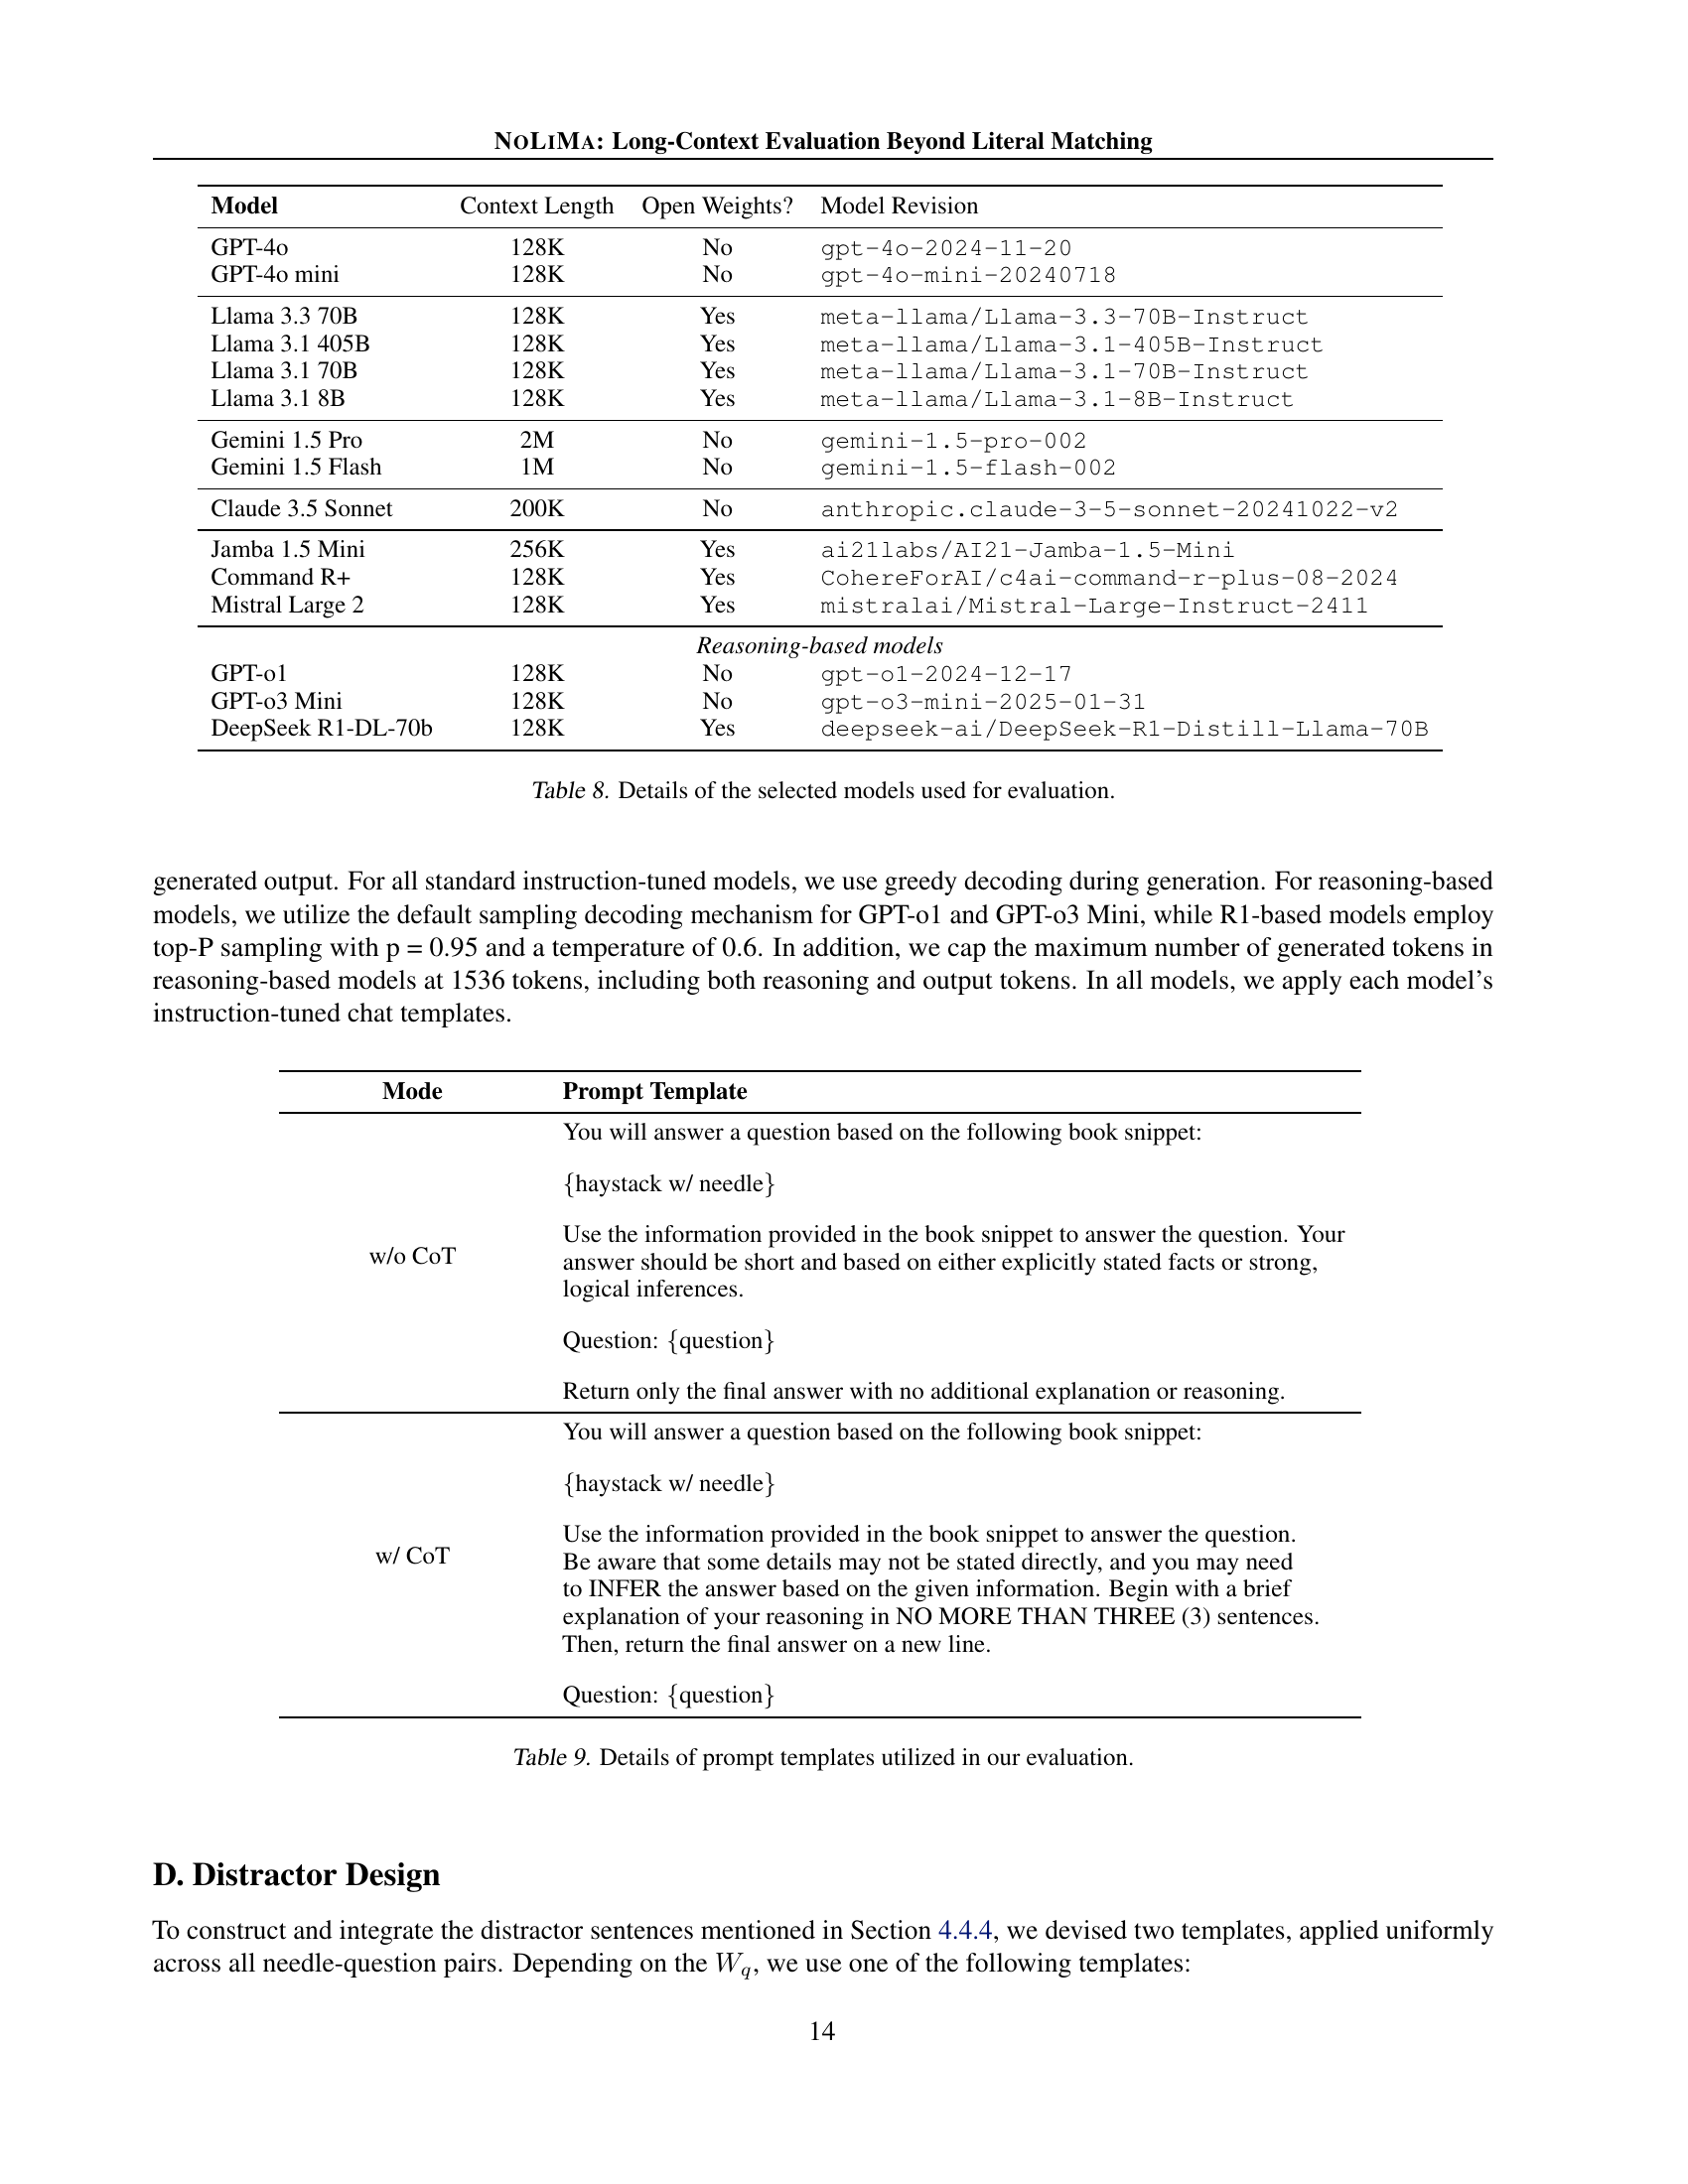 NOLIMA: Long-Context Evaluation Beyond Literal Matching
Model Context Length Open Weights? Model Revision
GPT-4o 128K No gpt-4o-2024-11-20
GPT-4o mini 128K No gpt-4o-mini-20240718
Llama 3.3 70B 128K Yes meta-llama/Llama-3.3-70B-Instruct
Llama 3.1 405B 128K Yes meta-llama/Llama-3.1-405B-Instruct
Llama 3.1 70B 128K Yes meta-llama/Llama-3.1-70B-Instruct
Llama 3.1 8B 128K Yes meta-llama/Llama-3.1-8B-Instruct
Gemini 1.5 Pro 2M No gemini-1.5-pro-002
Gemini 1.5 Flash 1M No gemini-1.5-flash-002
Claude 3.5 Sonnet 200K No anthropic.claude-3-5-sonnet-20241022-v2
Jamba 1.5 Mini 256K Yes ai21labs/AI21-Jamba-1.5-Mini
Command R+ 128K Yes CohereForAI/c4ai-command-r-plus-08-2024
Mistral Large 2 128K Yes mistralai/Mistral-Large-Instruct-2411
Reasoning-based models
GPT-o1 128K No gpt-o1-2024-12-17
GPT-o3 Mini 128K No gpt-o3-mini-2025-01-31
DeepSeek R1-DL-70b 128K Yes deepseek-ai/DeepSeek-R1-Distill-Llama-70B
Table 8. Details of the selected models used for evaluation.
generated output. For all standard instruction-tuned models, we use greedy decoding during generation. For reasoning-based
models, we utilize the default sampling decoding mechanism for GPT-o1 and GPT-o3 Mini, while R1-based models employ
top-P sampling with p = 0.95 and a temperature of 0.6. In addition, we cap the maximum number of generated tokens in
reasoning-based models at 1536 tokens, including both reasoning and output tokens. In all models, we apply each model's
instruction-tuned chat templates.
Mode Prompt Template
w/o CoT
You will answer a question based on the following book snippet:
{haystack w/ needle}
Use the information provided in the book snippet to answer the question. Your
answer should be short and based on either explicitly stated facts or strong,
logical inferences.
Question: {question}
Return only the final answer with no additional explanation or reasoning.
w/ CoT
You will answer a question based on the following book snippet:
{haystack w/ needle}
Use the information provided in the book snippet to answer the question.
Be aware that some details may not be stated directly, and you may need
to INFER the answer based on the given information. Begin with a brief
explanation of your reasoning in NO MORE THAN THREE (3) sentences.
Then, return the final answer on a new line.
Question: {question}
Table 9. Details of prompt templates utilized in our evaluation.
D. Distractor Design
To construct and integrate the distractor sentences mentioned in Section 4.4.4, we devised two templates, applied uniformly
across all needle-question pairs. Depending on the W_q, we use one of the following templates:
14